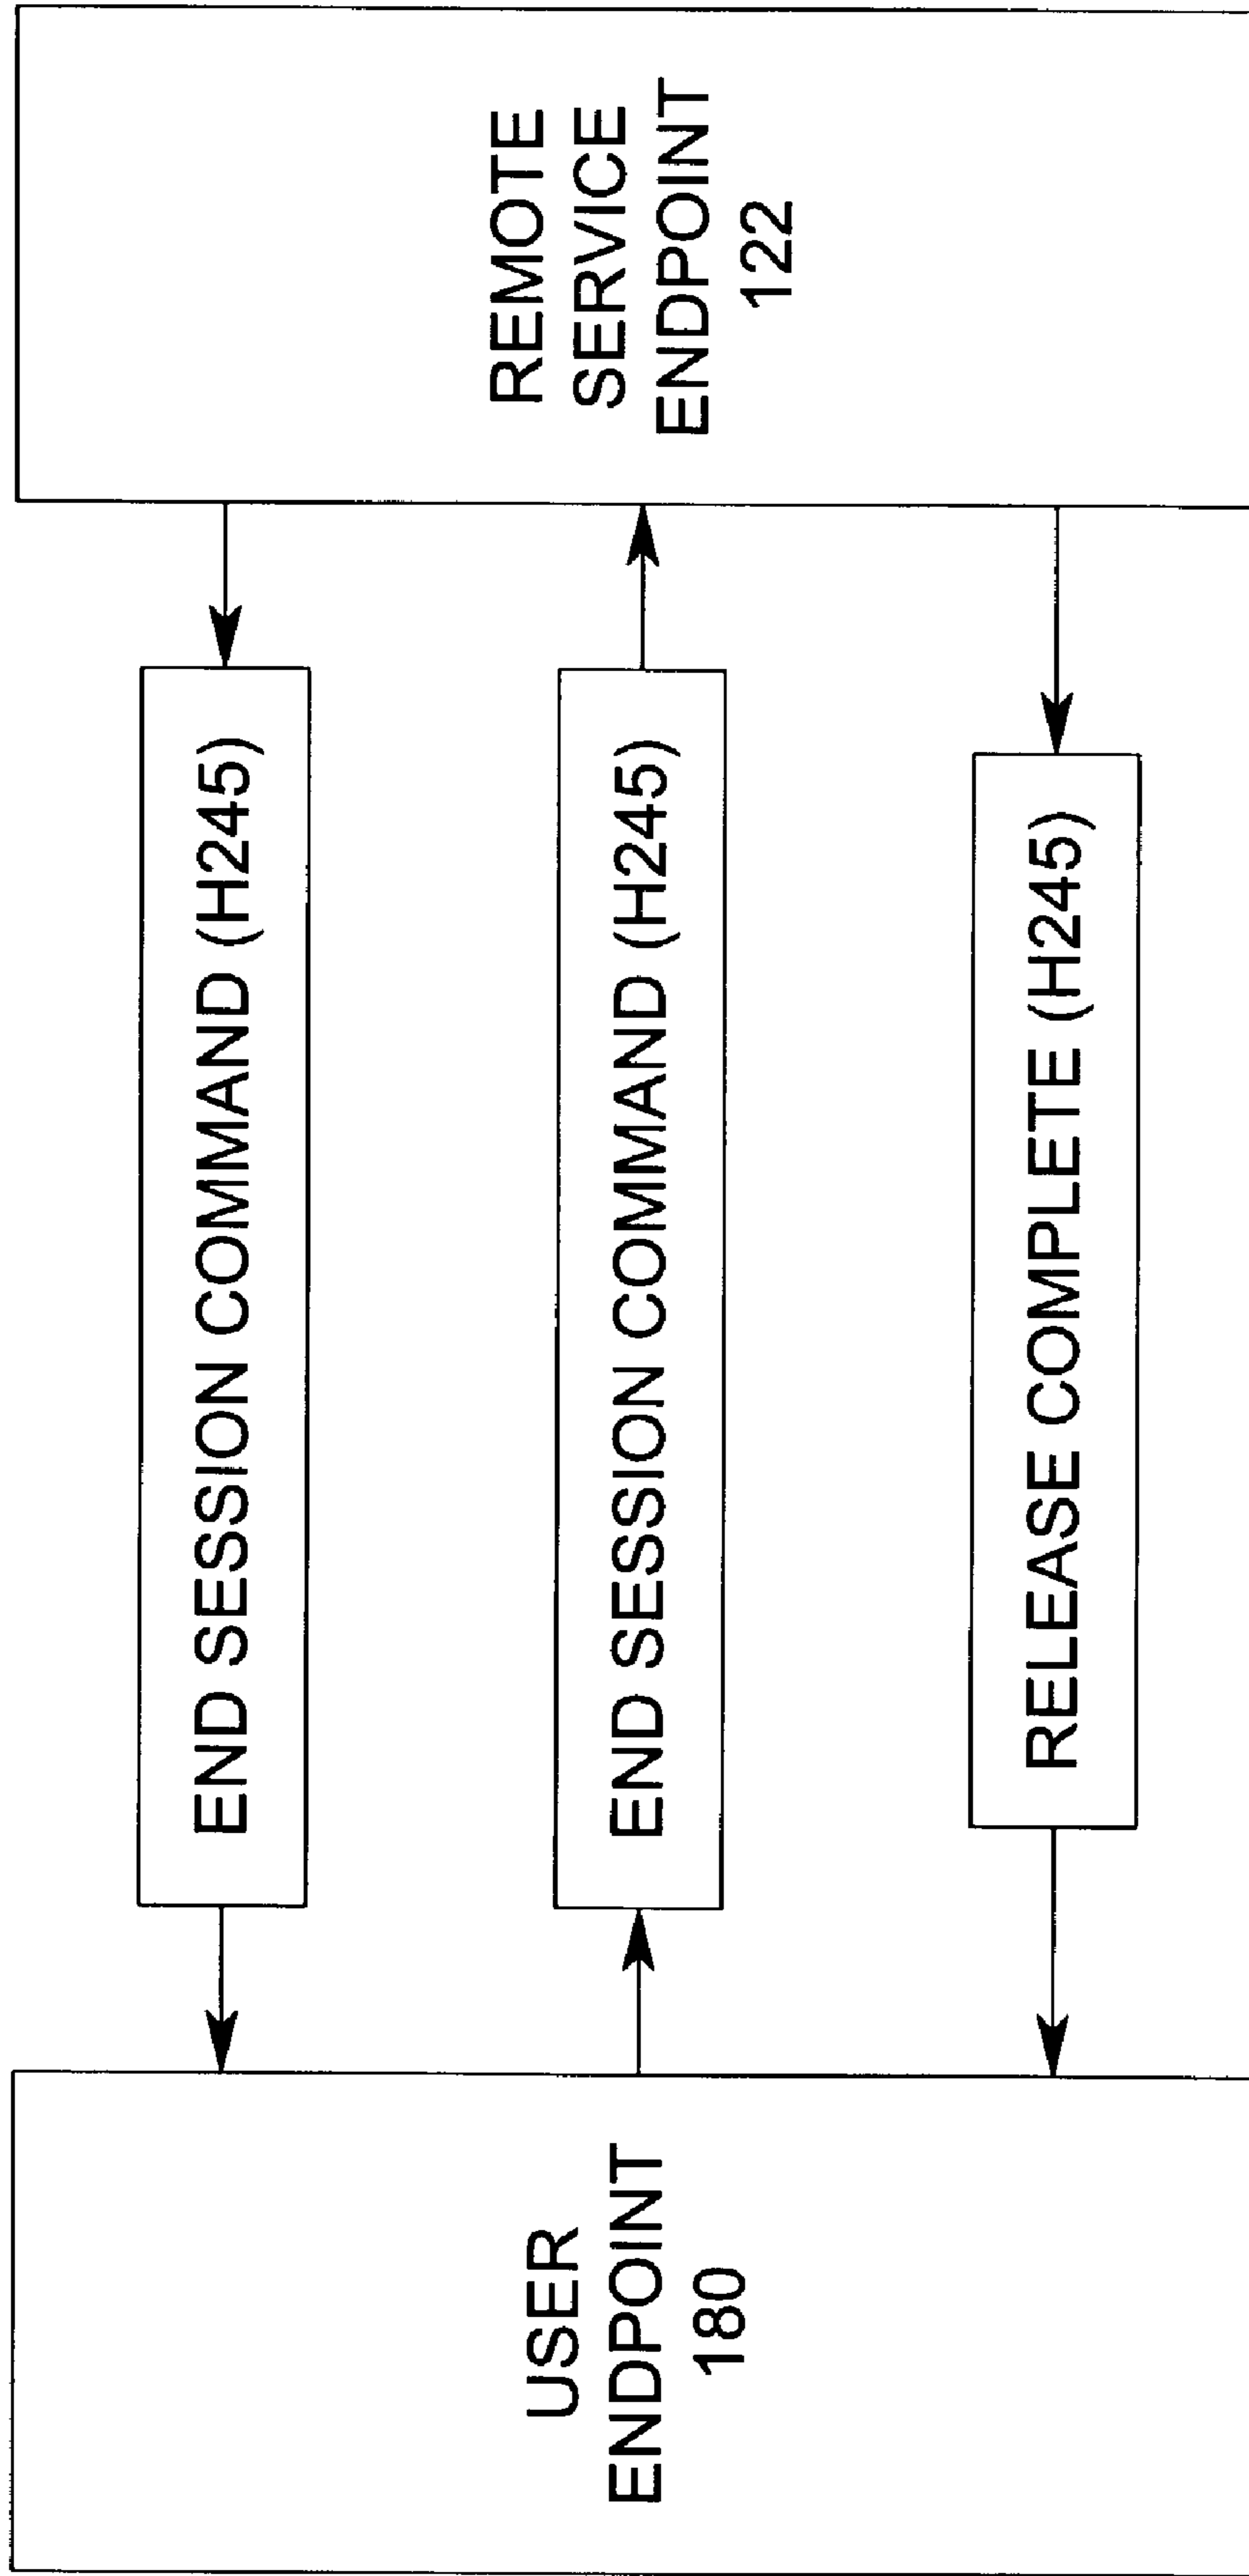 USER
ENDPOINT
180
END SESSION COMMAND (H245)
END SESSION COMMAND (H245)
RELEASE COMPLETE (H245)
REMOTE
SERVICE
ENDPOINT
122